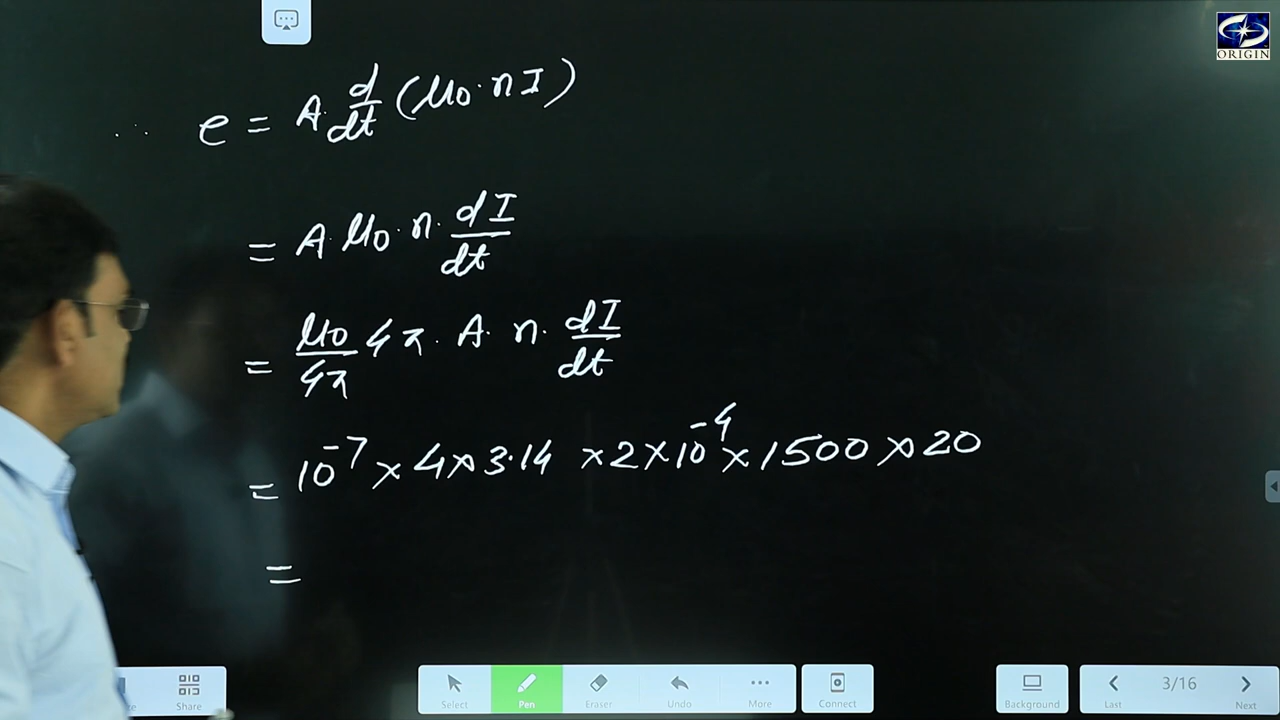 ORIGIN
∴ e = A d/dt (μ0·nI)
= A·μ0·n·dI/dt
= μ0/4π 4π·A·n·dI/dt
= 10⁻⁷ × 4 × 3·14 × 2 × 10⁻⁴ × 1500 × 20
=
Share
Select Pen Eraser Undo More Connect Background Last 3/16 Next